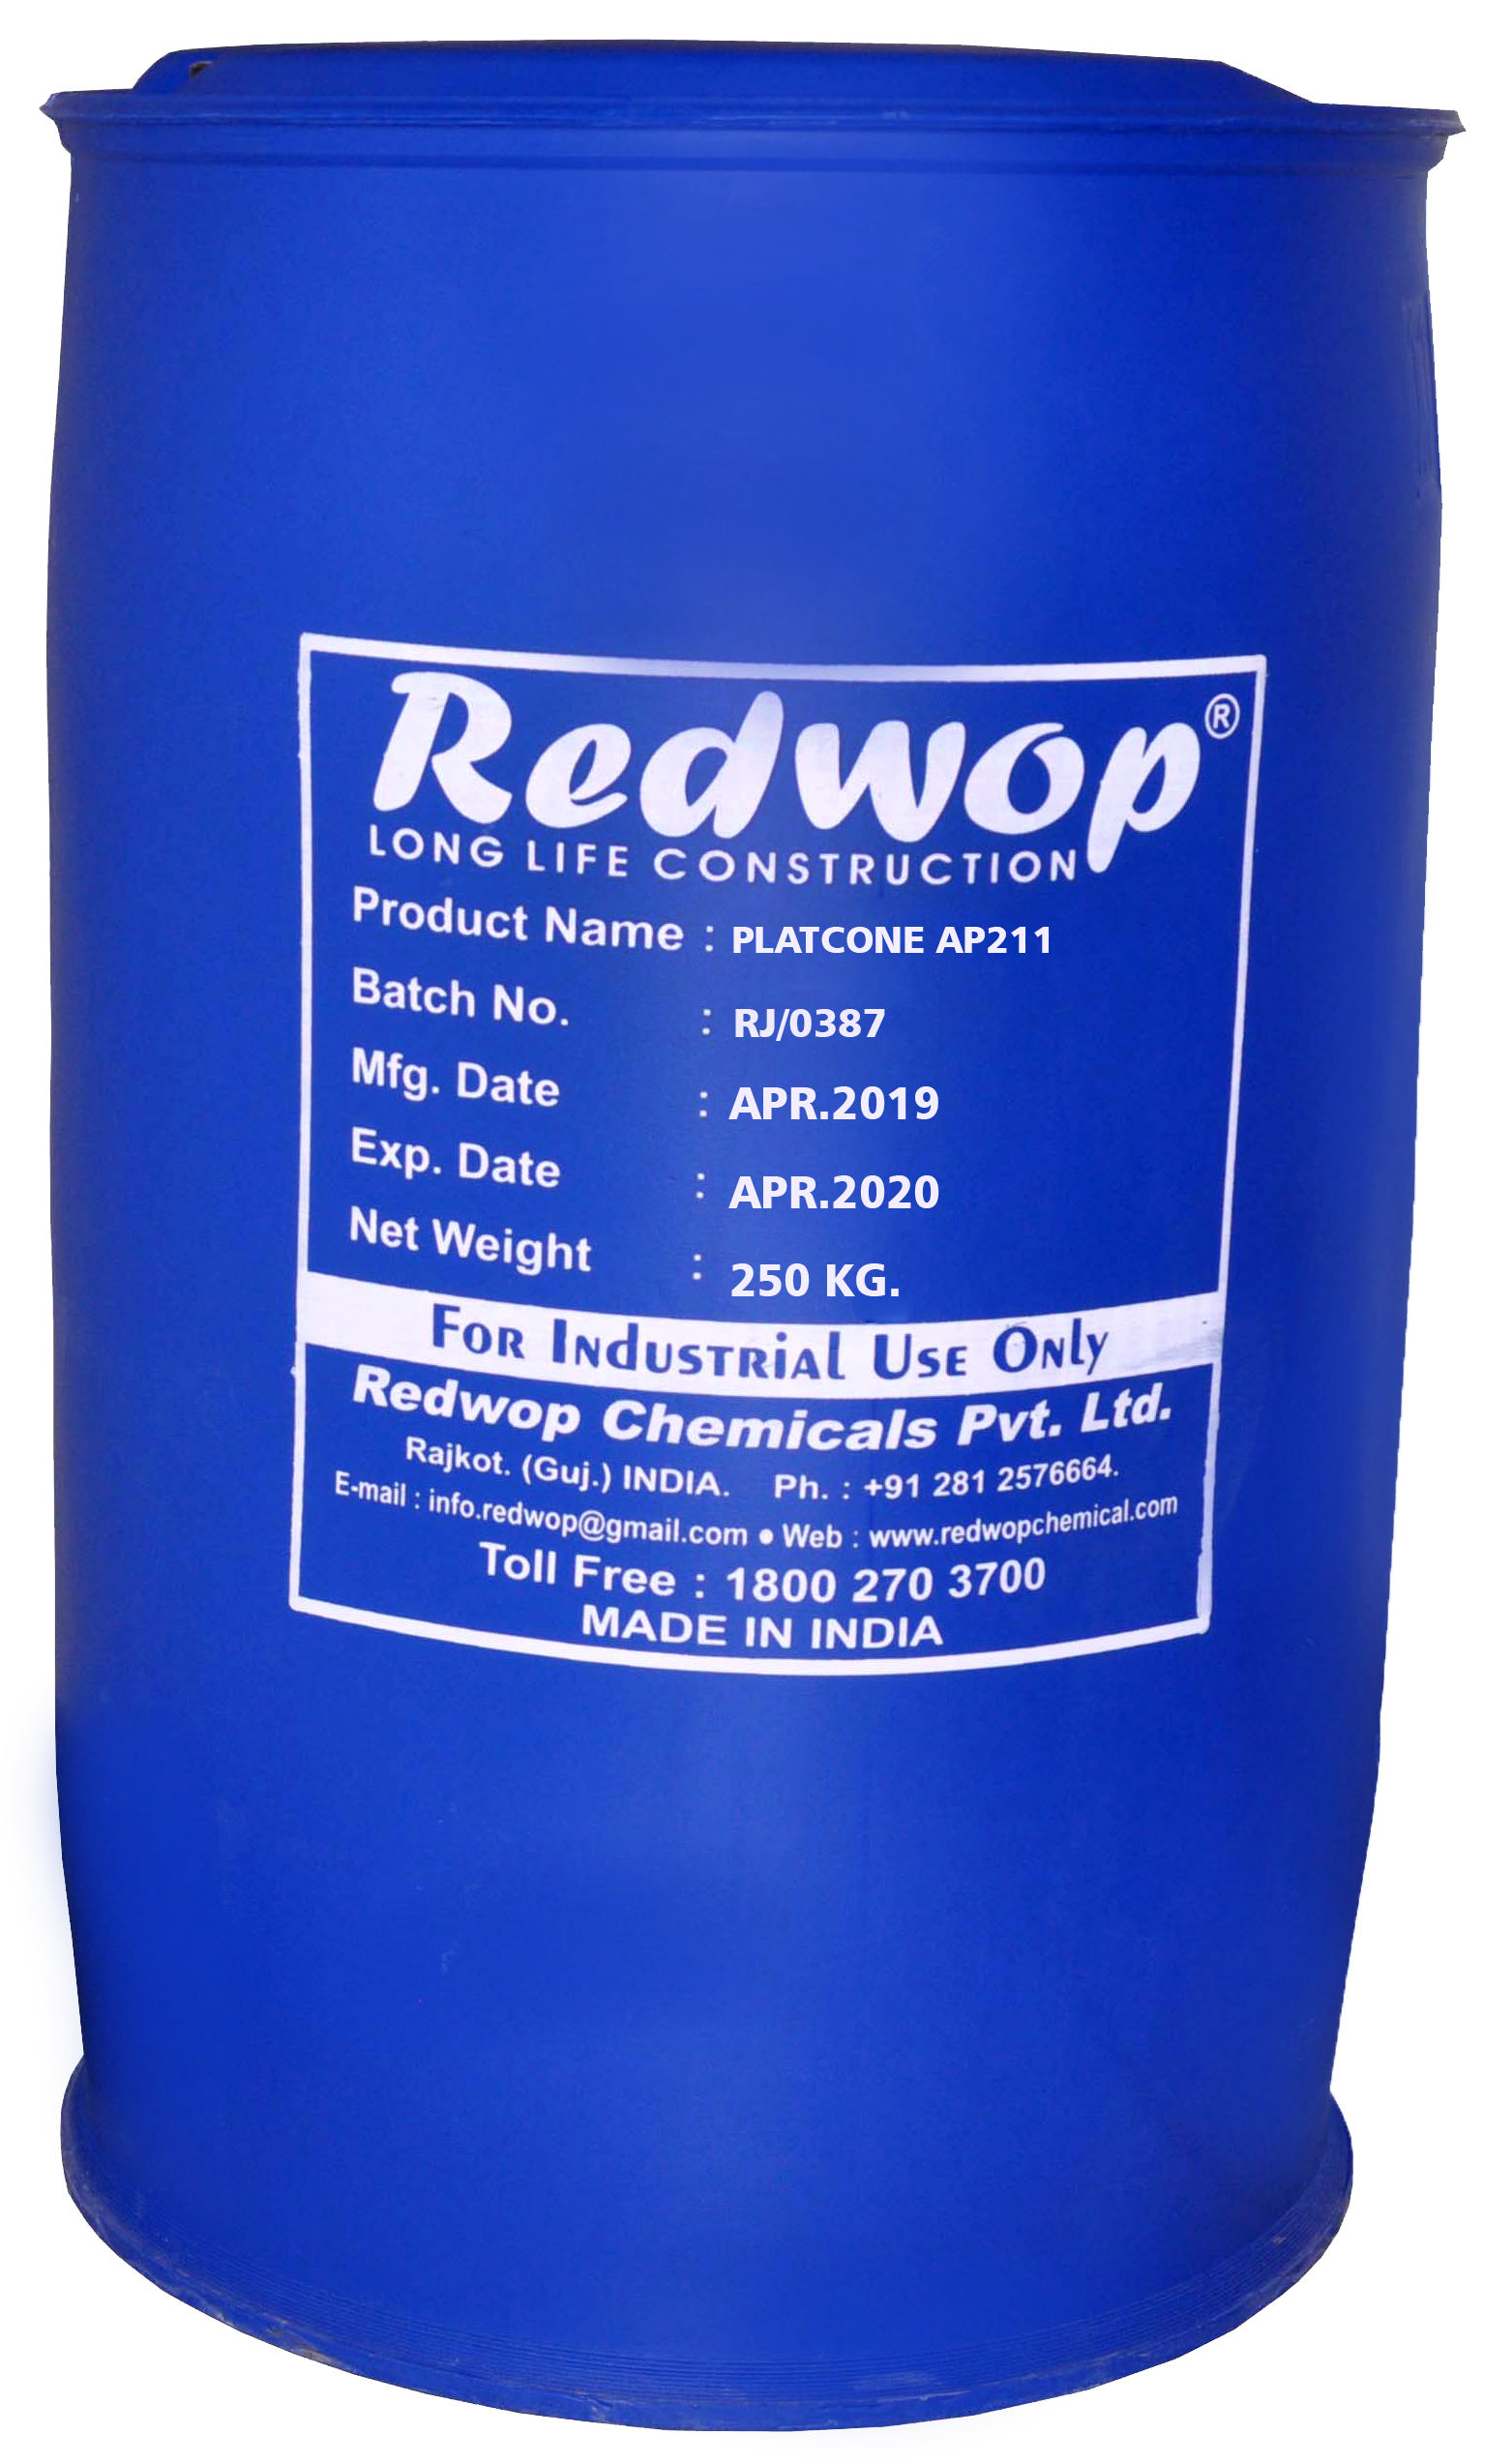 Redwop®
LONG LIFE CONSTRUCTION
Product Name : PLATCONE AP211
Batch No. : RJ/0387
Mfg. Date : APR.2019
Exp. Date : APR.2020
Net Weight : 250 KG.
For Industrial Use Only
Redwop Chemicals Pvt. Ltd.
Rajkot. (Guj.) INDIA. Ph. : +91 281 2576664.
E-mail : info.redwop@gmail.com ● Web : www.redwopchemical.com
Toll Free : 1800 270 3700
MADE IN INDIA